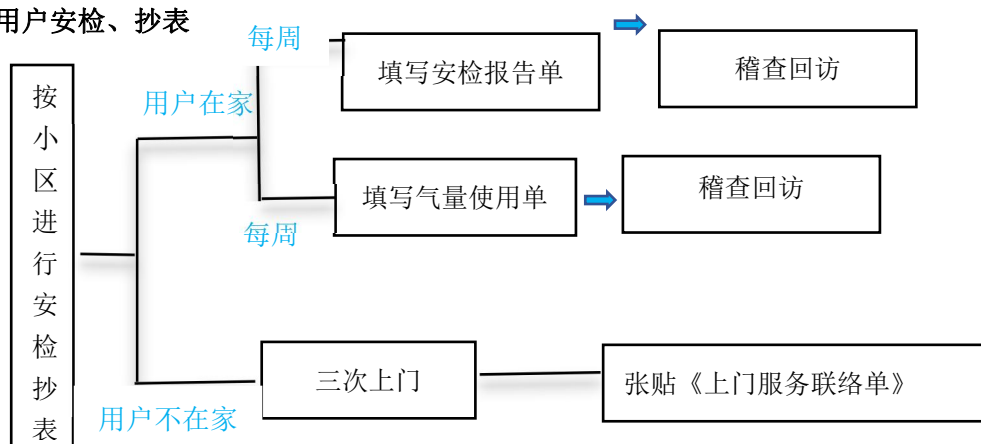 用户安检、抄表
每周
填写安检报告单
稽查回访
按小区进行安检抄表
用户在家
填写气量使用单
稽查回访
每周
三次上门
张贴《上门服务联络单》
用户不在家